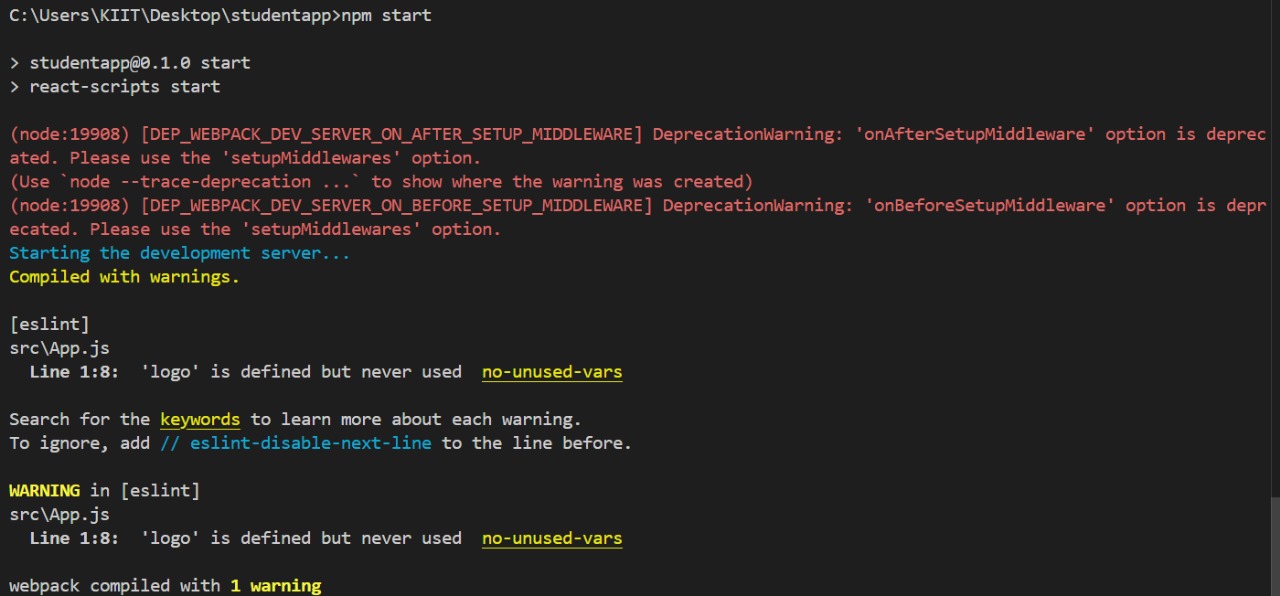 C:\Users\KIIT\Desktop\studentapp>npm start
> studentapp@0.1.0 start
> react-scripts start
(node:19908) [DEP_WEBPACK_DEV_SERVER_ON_AFTER_SETUP_MIDDLEWARE] DeprecationWarning: 'onAfterSetupMiddleware' option is deprec
ated. Please use the 'setupMiddlewares' option.
(Use `node --trace-deprecation ...` to show where the warning was created)
(node:19908) [DEP_WEBPACK_DEV_SERVER_ON_BEFORE_SETUP_MIDDLEWARE] DeprecationWarning: 'onBeforeSetupMiddleware' option is depr
ecated. Please use the 'setupMiddlewares' option.
Starting the development server...
Compiled with warnings.
[eslint]
src\App.js
Line 1:8:  'logo' is defined but never used  no-unused-vars
Search for the keywords to learn more about each warning.
To ignore, add // eslint-disable-next-line to the line before.
WARNING in [eslint]
src\App.js
Line 1:8:  'logo' is defined but never used  no-unused-vars
webpack compiled with 1 warning